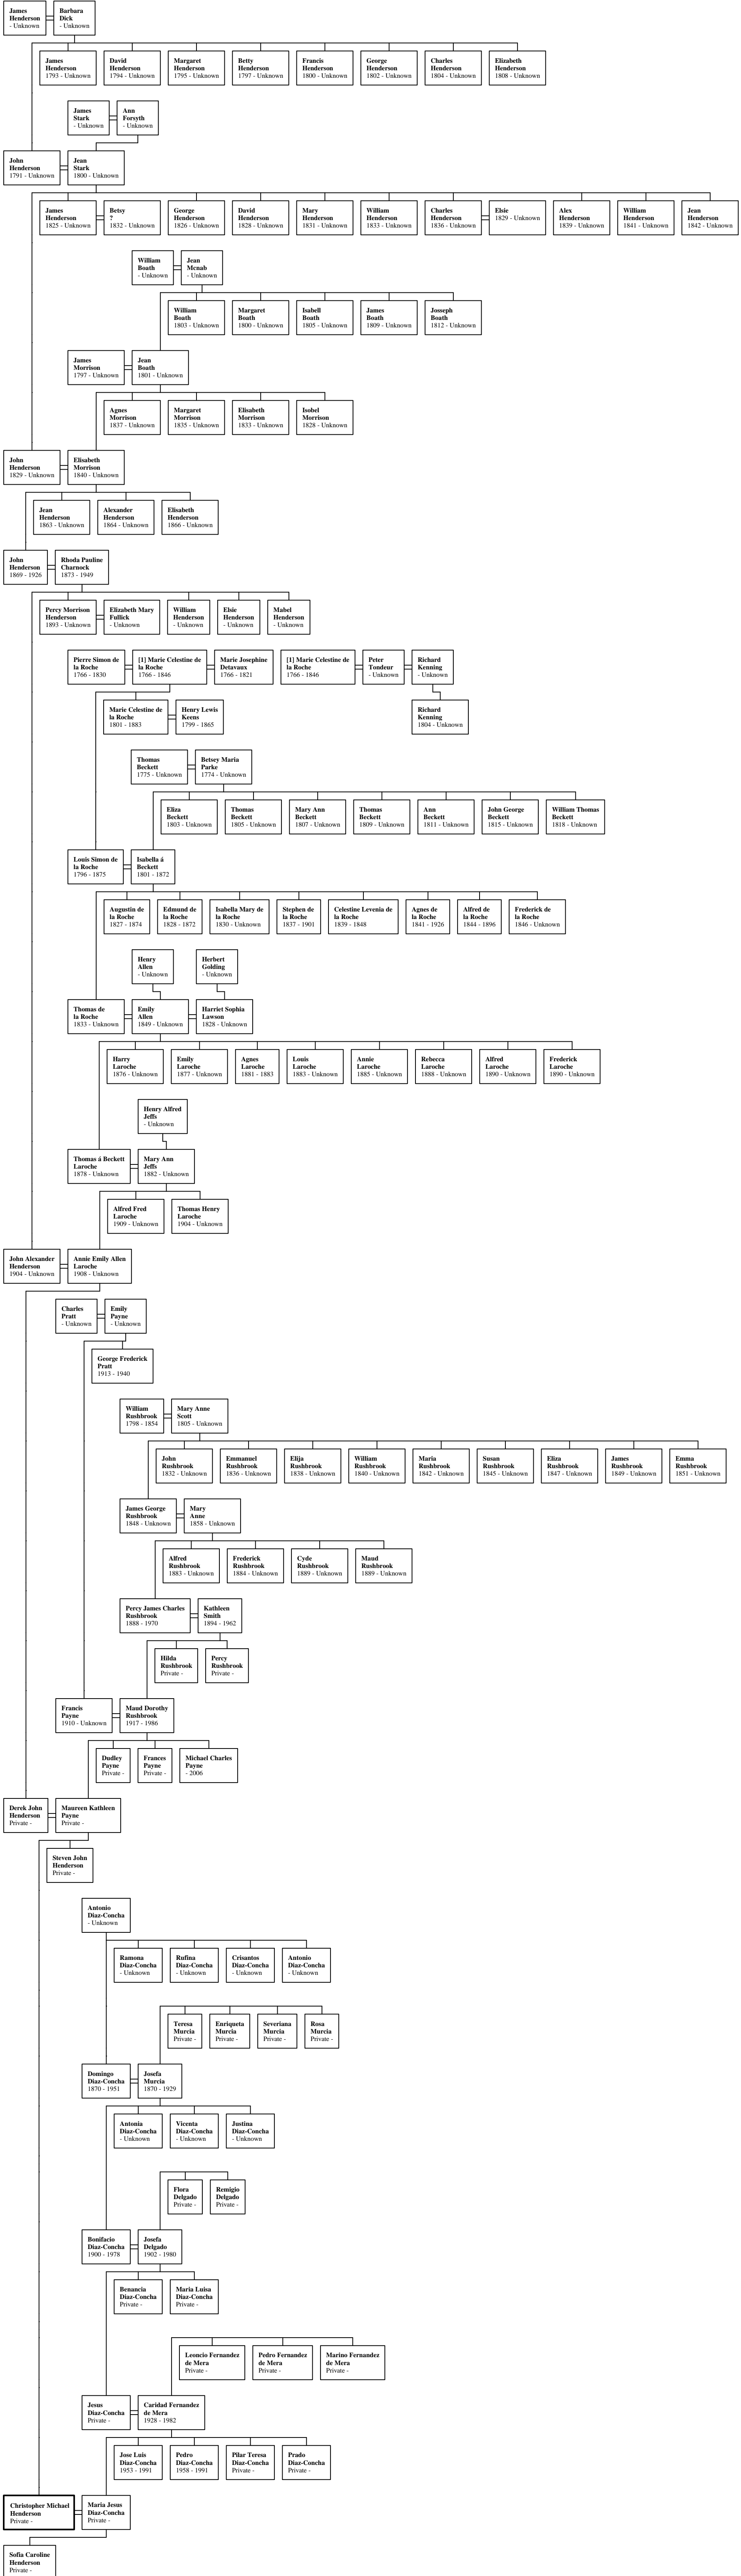 James
Henderson
- Unknown
Barbara
Dick
- Unknown
James
Henderson
1793 - Unknown
David
Henderson
1794 - Unknown
Margaret
Henderson
1795 - Unknown
Betty
Henderson
1797 - Unknown
Francis
Henderson
1800 - Unknown
George
Henderson
1802 - Unknown
Charles
Henderson
1804 - Unknown
Elizabeth
Henderson
1808 - Unknown
James
Stark
- Unknown
Ann
Forsyth
- Unknown
John
Henderson
1791 - Unknown
Jean
Stark
1800 - Unknown
James
Henderson
1825 - Unknown
Betsy
?
1832 - Unknown
George
Henderson
1826 - Unknown
David
Henderson
1828 - Unknown
Mary
Henderson
1831 - Unknown
William
Henderson
1833 - Unknown
Charles
Henderson
1836 - Unknown
Elsie
1829 - Unknown
Alex
Henderson
1839 - Unknown
William
Henderson
1841 - Unknown
Jean
Henderson
1842 - Unknown
William
Boath
- Unknown
Jean
Mcnab
- Unknown
William
Boath
1803 - Unknown
Margaret
Boath
1800 - Unknown
Isabell
Boath
1805 - Unknown
James
Boath
1809 - Unknown
Josseph
Boath
1812 - Unknown
James
Morrison
1797 - Unknown
Jean
Boath
1801 - Unknown
Agnes
Morrison
1837 - Unknown
Margaret
Morrison
1835 - Unknown
Elisabeth
Morrison
1833 - Unknown
Isobel
Morrison
1828 - Unknown
John
Henderson
1829 - Unknown
Elisabeth
Morrison
1840 - Unknown
Jean
Henderson
1863 - Unknown
Alexander
Henderson
1864 - Unknown
Elisabeth
Henderson
1866 - Unknown
John
Henderson
1869 - 1926
Rhoda Pauline
Charnock
1873 - 1949
Percy Morrison
Henderson
1893 - Unknown
Elizabeth Mary
Fullick
- Unknown
William
Henderson
- Unknown
Elsie
Henderson
- Unknown
Mabel
Henderson
- Unknown
Pierre Simon de
la Roche
1766 - 1830
[1] Marie Celestine de
la Roche
1766 - 1846
Marie Josephine
Detavaux
1766 - 1821
[1] Marie Celestine de
la Roche
1766 - 1846
Peter
Tondeur
- Unknown
Richard
Kenning
- Unknown
Marie Celestine de
la Roche
1801 - 1883
Henry Lewis
Keens
1799 - 1865
Richard
Kenning
1804 - Unknown
Thomas
Beckett
1775 - Unknown
Betsey Maria
Parke
1774 - Unknown
Eliza
Beckett
1803 - Unknown
Thomas
Beckett
1805 - Unknown
Mary Ann
Beckett
1807 - Unknown
Thomas
Beckett
1809 - Unknown
Ann
Beckett
1811 - Unknown
John George
Beckett
1815 - Unknown
William Thomas
Beckett
1818 - Unknown
Louis Simon de
la Roche
1796 - 1875
Isabella á
Beckett
1801 - 1872
Augustin de
la Roche
1827 - 1874
Edmund de
la Roche
1828 - 1872
Isabella Mary de
la Roche
1830 - Unknown
Stephen de
la Roche
1837 - 1901
Celestine Levenia de
la Roche
1839 - 1848
Agnes de
la Roche
1841 - 1926
Alfred de
la Roche
1844 - 1896
Frederick de
la Roche
1846 - Unknown
Henry
Allen
- Unknown
Herbert
Golding
- Unknown
Thomas de
la Roche
1833 - Unknown
Emily
Allen
1849 - Unknown
Harriet Sophia
Lawson
1828 - Unknown
Harry
Laroche
1876 - Unknown
Emily
Laroche
1877 - Unknown
Agnes
Laroche
1881 - 1883
Louis
Laroche
1883 - Unknown
Annie
Laroche
1885 - Unknown
Rebecca
Laroche
1888 - Unknown
Alfred
Laroche
1890 - Unknown
Frederick
Laroche
1890 - Unknown
Henry Alfred
Jeffs
- Unknown
Thomas á Beckett
Laroche
1878 - Unknown
Mary Ann
Jeffs
1882 - Unknown
Alfred Fred
Laroche
1909 - Unknown
Thomas Henry
Laroche
1904 - Unknown
John Alexander
Henderson
1904 - Unknown
Annie Emily Allen
Laroche
1908 - Unknown
Charles
Pratt
- Unknown
Emily
Payne
- Unknown
George Frederick
Pratt
1913 - 1940
William
Rushbrook
1798 - 1854
Mary Anne
Scott
1805 - Unknown
John
Rushbrook
1832 - Unknown
Emmanuel
Rushbrook
1836 - Unknown
Elija
Rushbrook
1838 - Unknown
William
Rushbrook
1840 - Unknown
Maria
Rushbrook
1842 - Unknown
Susan
Rushbrook
1845 - Unknown
Eliza
Rushbrook
1847 - Unknown
James
Rushbrook
1849 - Unknown
Emma
Rushbrook
1851 - Unknown
James George
Rushbrook
1848 - Unknown
Mary
Anne
1858 - Unknown
Alfred
Rushbrook
1883 - Unknown
Frederick
Rushbrook
1884 - Unknown
Cyde
Rushbrook
1889 - Unknown
Maud
Rushbrook
1889 - Unknown
Percy James Charles
Rushbrook
1888 - 1970
Kathleen
Smith
1894 - 1962
Hilda
Rushbrook
Private -
Percy
Rushbrook
Private -
Francis
Payne
1910 - Unknown
Maud Dorothy
Rushbrook
1917 - 1986
Dudley
Payne
Private -
Frances
Payne
Private -
Michael Charles
Payne
- 2006
Derek John
Henderson
Private -
Maureen Kathleen
Payne
Private -
Steven John
Henderson
Private -
Antonio
Diaz-Concha
- Unknown
Ramona
Diaz-Concha
- Unknown
Rufina
Diaz-Concha
- Unknown
Crisantos
Diaz-Concha
- Unknown
Antonio
Diaz-Concha
- Unknown
Teresa
Murcia
Private -
Enriqueta
Murcia
Private -
Severiana
Murcia
Private -
Rosa
Murcia
Private -
Domingo
Diaz-Concha
1870 - 1951
Josefa
Murcia
1870 - 1929
Antonia
Diaz-Concha
- Unknown
Vicenta
Diaz-Concha
- Unknown
Justina
Diaz-Concha
- Unknown
Flora
Delgado
Private -
Remigio
Delgado
Private -
Bonifacio
Diaz-Concha
1900 - 1978
Josefa
Delgado
1902 - 1980
Benancia
Diaz-Concha
Private -
Maria Luisa
Diaz-Concha
Private -
Leoncio Fernandez
de Mera
Private -
Pedro Fernandez
de Mera
Private -
Marino Fernandez
de Mera
Private -
Jesus
Diaz-Concha
Private -
Caridad Fernandez
de Mera
1928 - 1982
Jose Luis
Diaz-Concha
1953 - 1991
Pedro
Diaz-Concha
1958 - 1991
Pilar Teresa
Diaz-Concha
Private -
Prado
Diaz-Concha
Private -
Christopher Michael
Henderson
Private -
Maria Jesus
Diaz-Concha
Private -
Sofia Caroline
Henderson
Private -